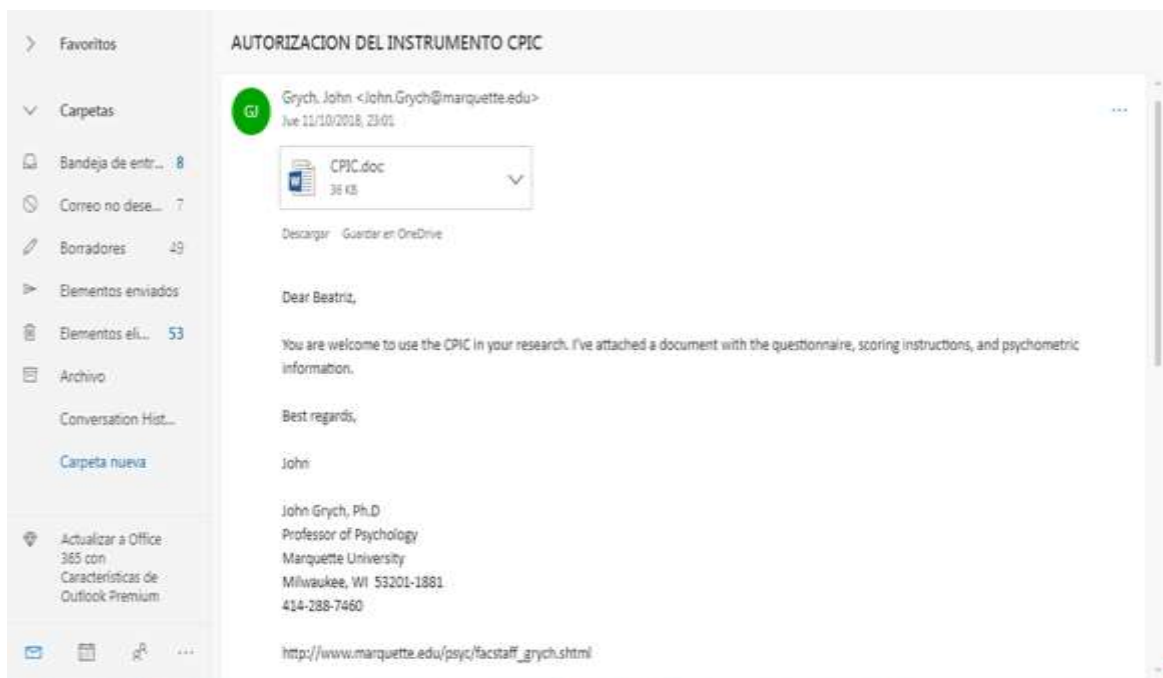 Favoritos
AUTORIZACION DEL INSTRUMENTO CPIC
Carpetas
Bandeja de entr... 8
Correo no dese... 7
Borradores 49
Elementos enviados
Elementos eli... 53
Archivo
Conversation Hist...
Carpeta nueva
Actualizar a Office
365 con
Características de
Outlook Premium
GJ
Grych, John <John.Grych@marquette.edu>
Jue 11/10/2018, 23:01
CPIC.doc
36 KB
Descargar Guardar en OneDrive
Dear Beatriz,
You are welcome to use the CPIC in your research. I've attached a document with the questionnaire, scoring instructions, and psychometric
information.
Best regards,
John
John Grych, Ph.D
Professor of Psychology
Marquette University
Milwaukee, WI 53201-1881
414-288-7460
http://www.marquette.edu/psyc/facstaff_grych.shtml